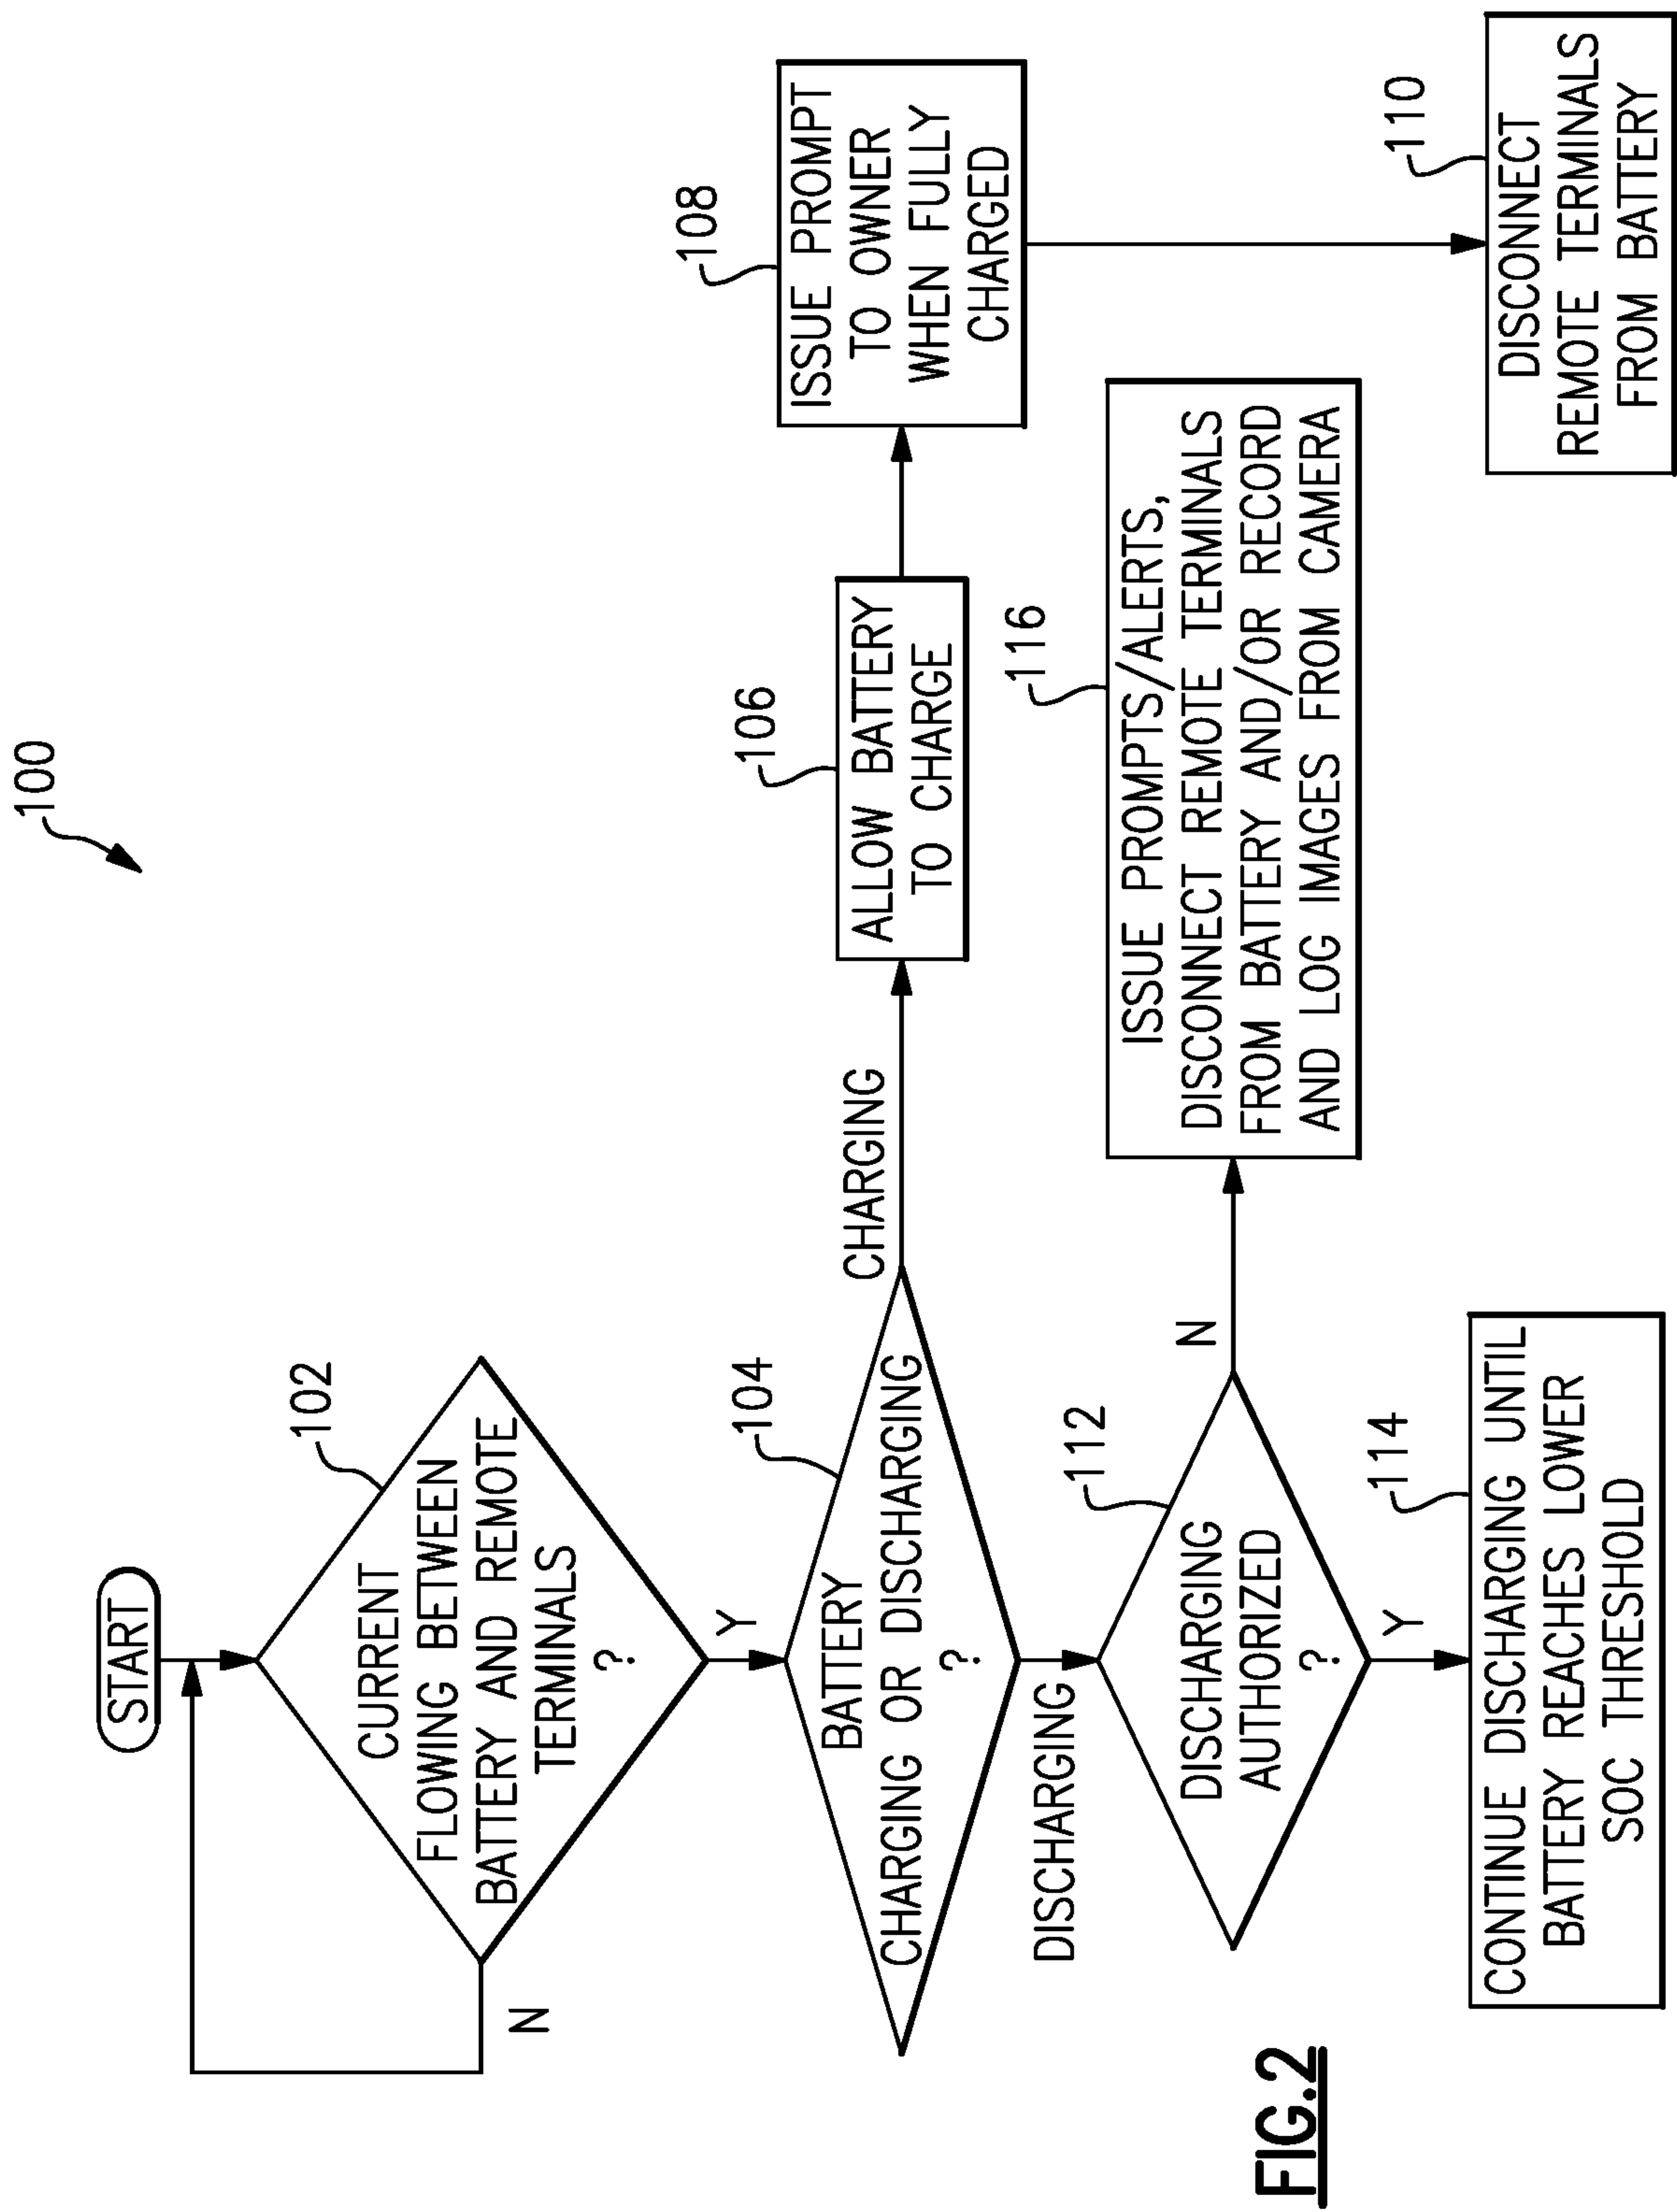 100
START
102
CURRENT
FLOWING BETWEEN
BATTERY AND REMOTE
TERMINALS
?
N
Y
104
BATTERY
CHARGING OR DISCHARGING
?
CHARGING
106
ALLOW BATTERY
TO CHARGE
108
ISSUE PROMPT
TO OWNER
WHEN FULLY
CHARGED
110
DISCONNECT
REMOTE TERMINALS
FROM BATTERY
DISCHARGING
112
DISCHARGING
AUTHORIZED
?
N
116
ISSUE PROMPTS/ALERTS,
DISCONNECT REMOTE TERMINALS
FROM BATTERY AND/OR RECORD
AND LOG IMAGES FROM CAMERA
Y
114
CONTINUE DISCHARGING UNTIL
BATTERY REACHES LOWER
SOC THRESHOLD
FIG.2